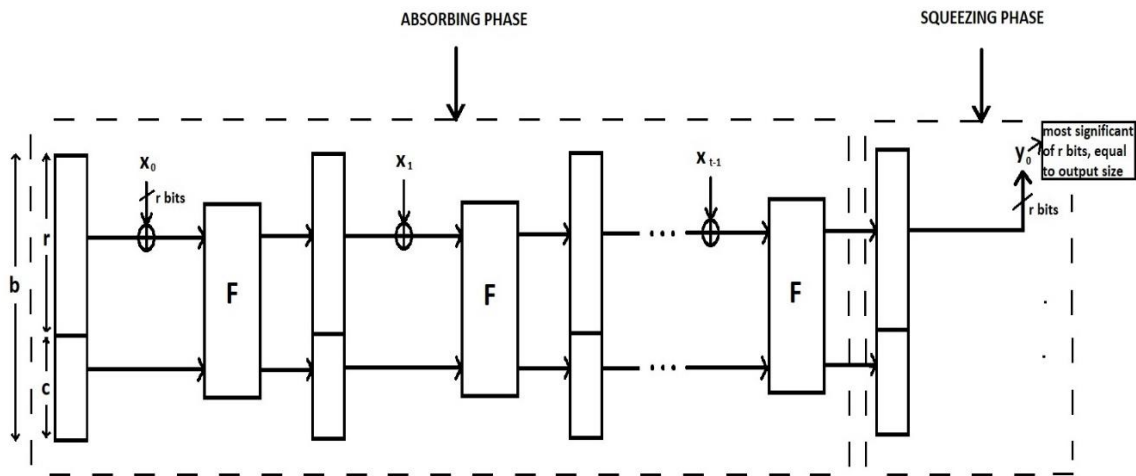 ABSORBING PHASE
SQUEEZING PHASE
x0
r bits
x1
xt-1
y0
most significant
of r bits, equal
to output size
r bits
r
b
F
F
...
F
...
c